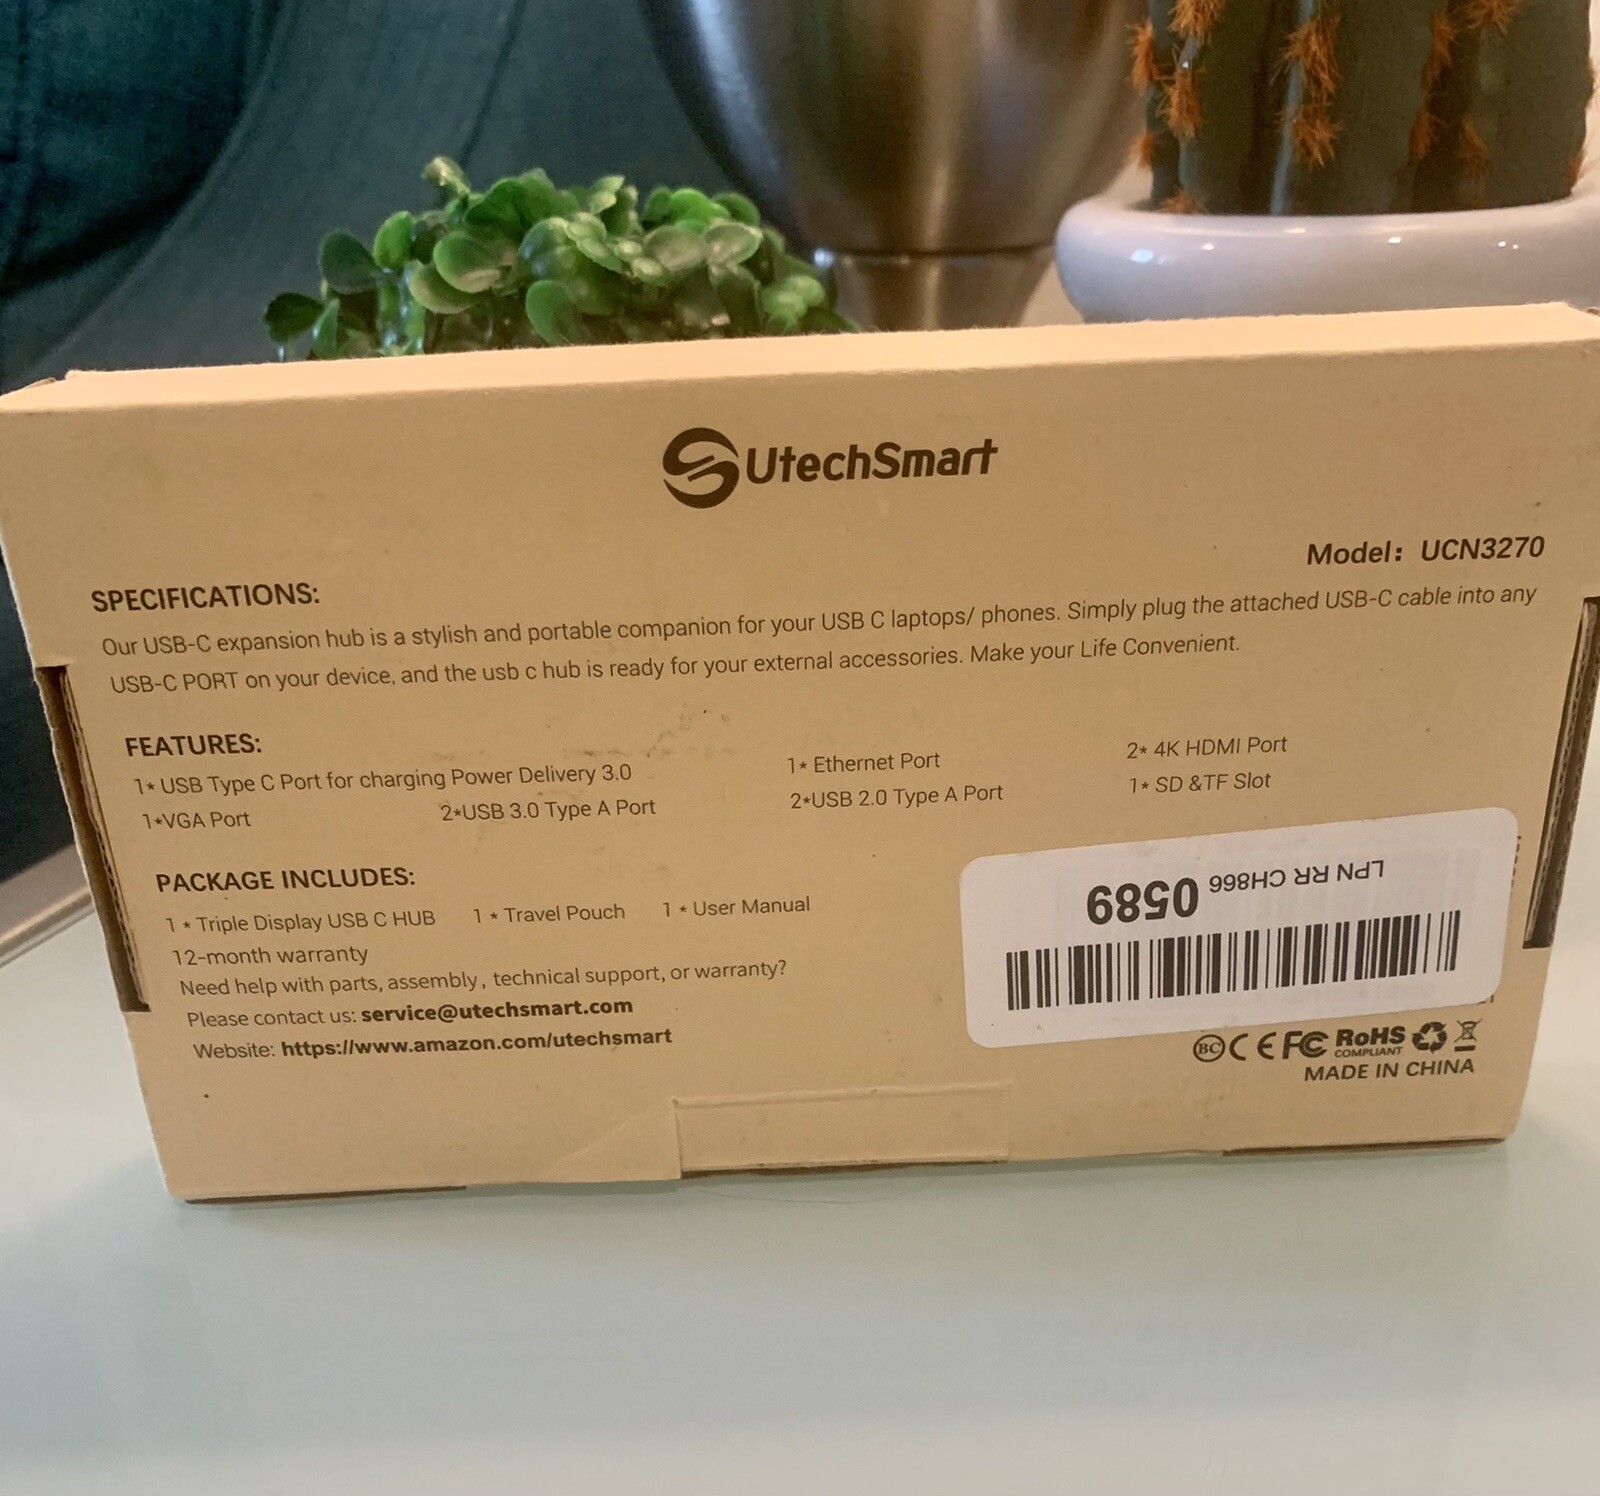 UtechSmart
Model: UCN3270
SPECIFICATIONS:
Our USB-C expansion hub is a stylish and portable companion for your USB C laptops/ phones. Simply plug the attached USB-C cable into any
USB-C PORT on your device, and the usb c hub is ready for your external accessories. Make your Life Convenient.
FEATURES:
1* USB Type C Port for charging Power Delivery 3.0 1* Ethernet Port 2* 4K HDMI Port
1*VGA Port 2*USB 3.0 Type A Port 2*USB 2.0 Type A Port 1* SD &TF Slot
PACKAGE INCLUDES:
1 * Triple Display USB C HUB 1 * Travel Pouch 1 * User Manual
12-month warranty
Need help with parts, assembly, technical support, or warranty?
Please contact us: service@utechsmart.com
Website: https://www.amazon.com/utechsmart
LPN RR CH866 0589
BC CE FC RoHS
COMPLIANT
MADE IN CHINA